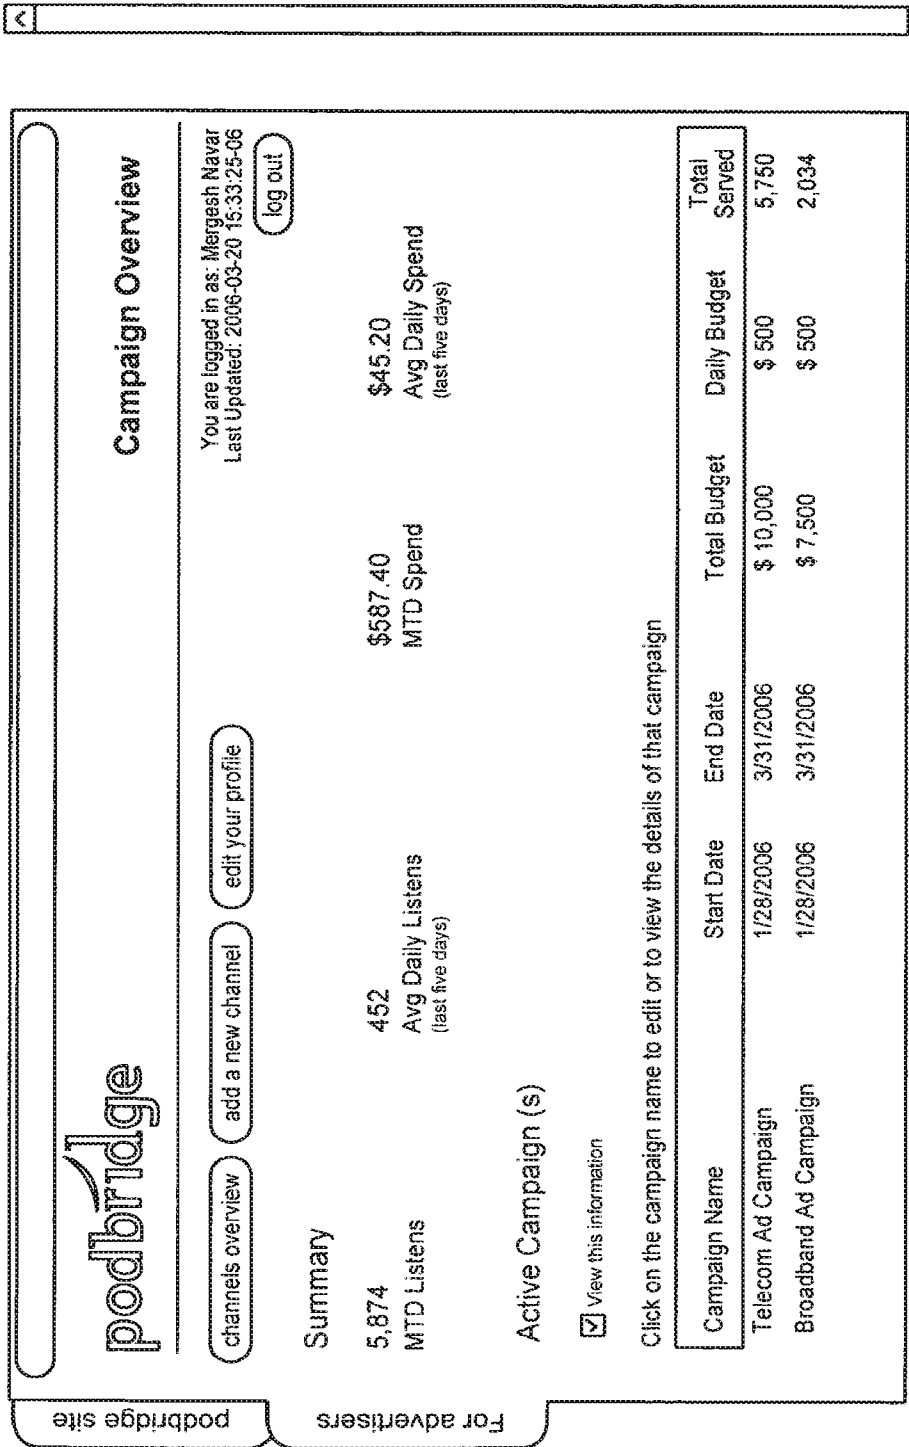 podbridge site
For advertisers
podbridge
Campaign Overview
channels overview
add a new channel
edit your profile
You are logged in as: Mergesh Navar
Last Updated: 2006-03-20 15:33:25-06
log out
Summary
5,874 452 $587.40 $45.20
MTD Listens Avg Daily Listens MTD Spend Avg Daily Spend
(last five days) (last five days)
Active Campaign (s)
View this information
Click on the campaign name to edit or to view the details of that campaign
Campaign Name Start Date End Date Total Budget Daily Budget Total Served
Telecom Ad Campaign 1/28/2006 3/31/2006 $ 10,000 $ 500 5,750
Broadband Ad Campaign 1/28/2006 3/31/2006 $ 7,500 $ 500 2,034